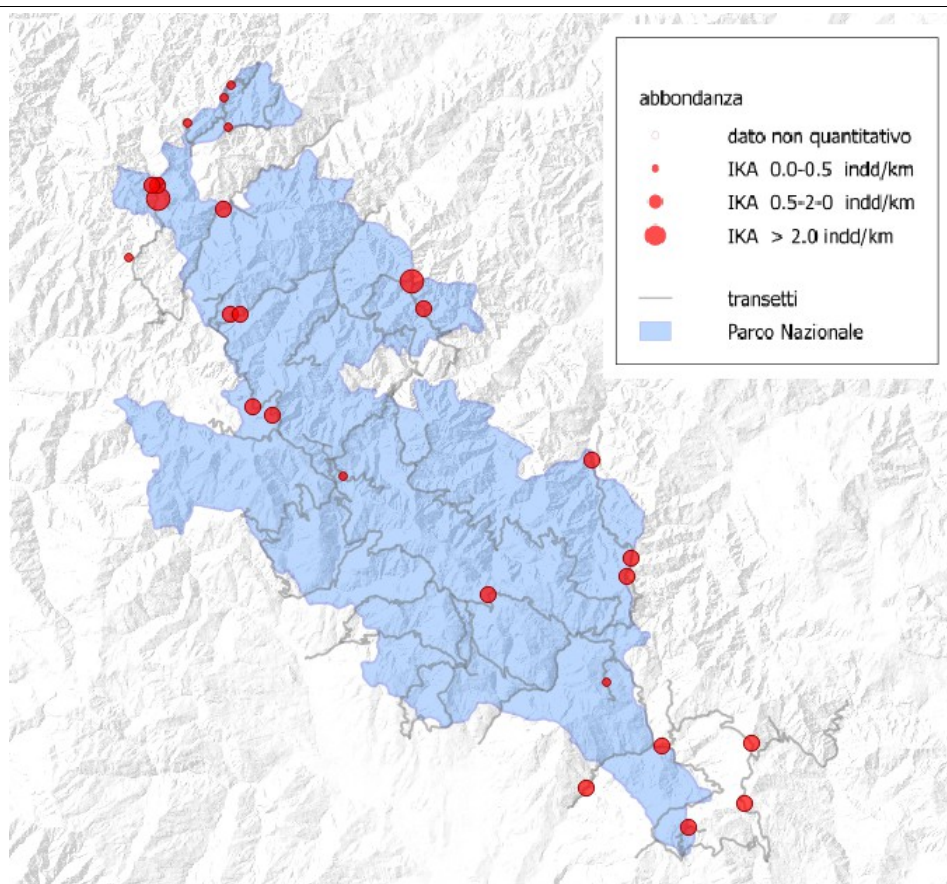 abbondanza
dato non quantitativo
IKA 0.0-0.5 indd/km
IKA 0.5-2-0 indd/km
IKA > 2.0 indd/km
transetti
Parco Nazionale